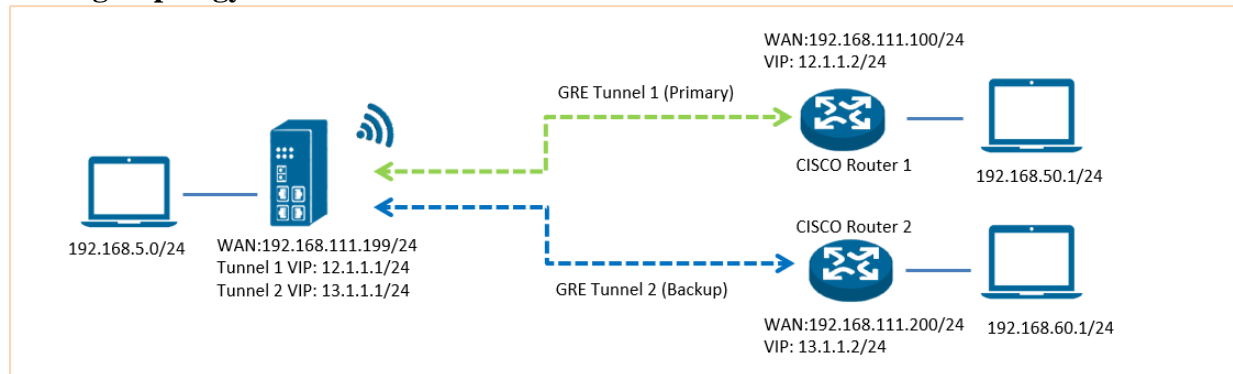 WAN:192.168.111.100/24
VIP: 12.1.1.2/24
GRE Tunnel 1 (Primary)
CISCO Router 1
192.168.50.1/24
192.168.5.0/24
WAN:192.168.111.199/24
Tunnel 1 VIP: 12.1.1.1/24
Tunnel 2 VIP: 13.1.1.1/24
CISCO Router 2
GRE Tunnel 2 (Backup)
WAN:192.168.111.200/24
VIP: 13.1.1.2/24
192.168.60.1/24